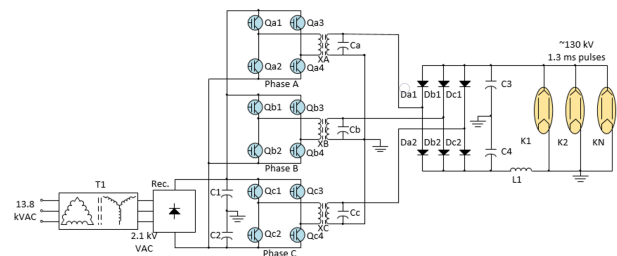 Qa1
Qa3
XA
Ca
Qa2
Qa4
Phase A
~130 kV
1.3 ms pulses
Da1
Db1
Dc1
C3
Qb1
Qb3
XB
Cb
K1
K2
KN
Da2
Db2
Dc2
C4
Qb2
Qb4
Phase B
L1
T1
Rec.
C1
Qc1
Qc3
XC
Cc
13.8
kVAC
2.1 kV
VAC
C2
Qc2
Qc4
Phase C